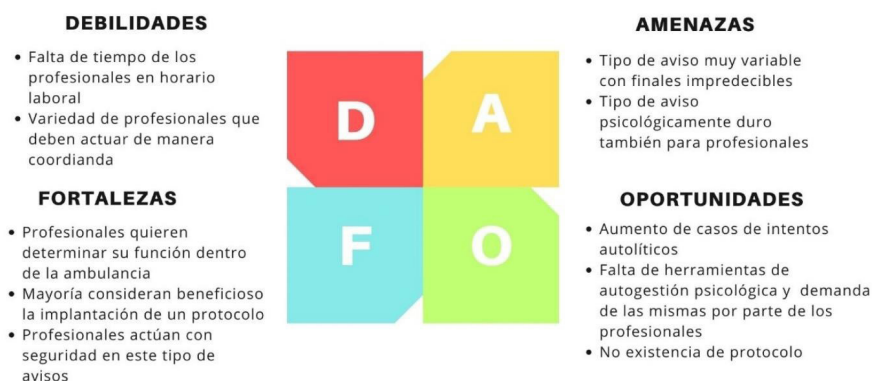 DEBILIDADES
• Falta de tiempo de los
profesionales en horario
laboral
• Variedad de profesionales que
deben actuar de manera
coordianda
AMENAZAS
• Tipo de aviso muy variable
con finales impredecibles
• Tipo de aviso
psicológicamente duro
también para profesionales
D
A
F
O
FORTALEZAS
• Profesionales quieren
determinar su función dentro
de la ambulancia
• Mayoría consideran beneficioso
la implantación de un protocolo
• Profesionales actúan con
seguridad en este tipo de
avisos
OPORTUNIDADES
• Aumento de casos de intentos
autolíticos
• Falta de herramientas de
autogestión psicológica y demanda
de las mismas por parte de los
profesionales
• No existencia de protocolo